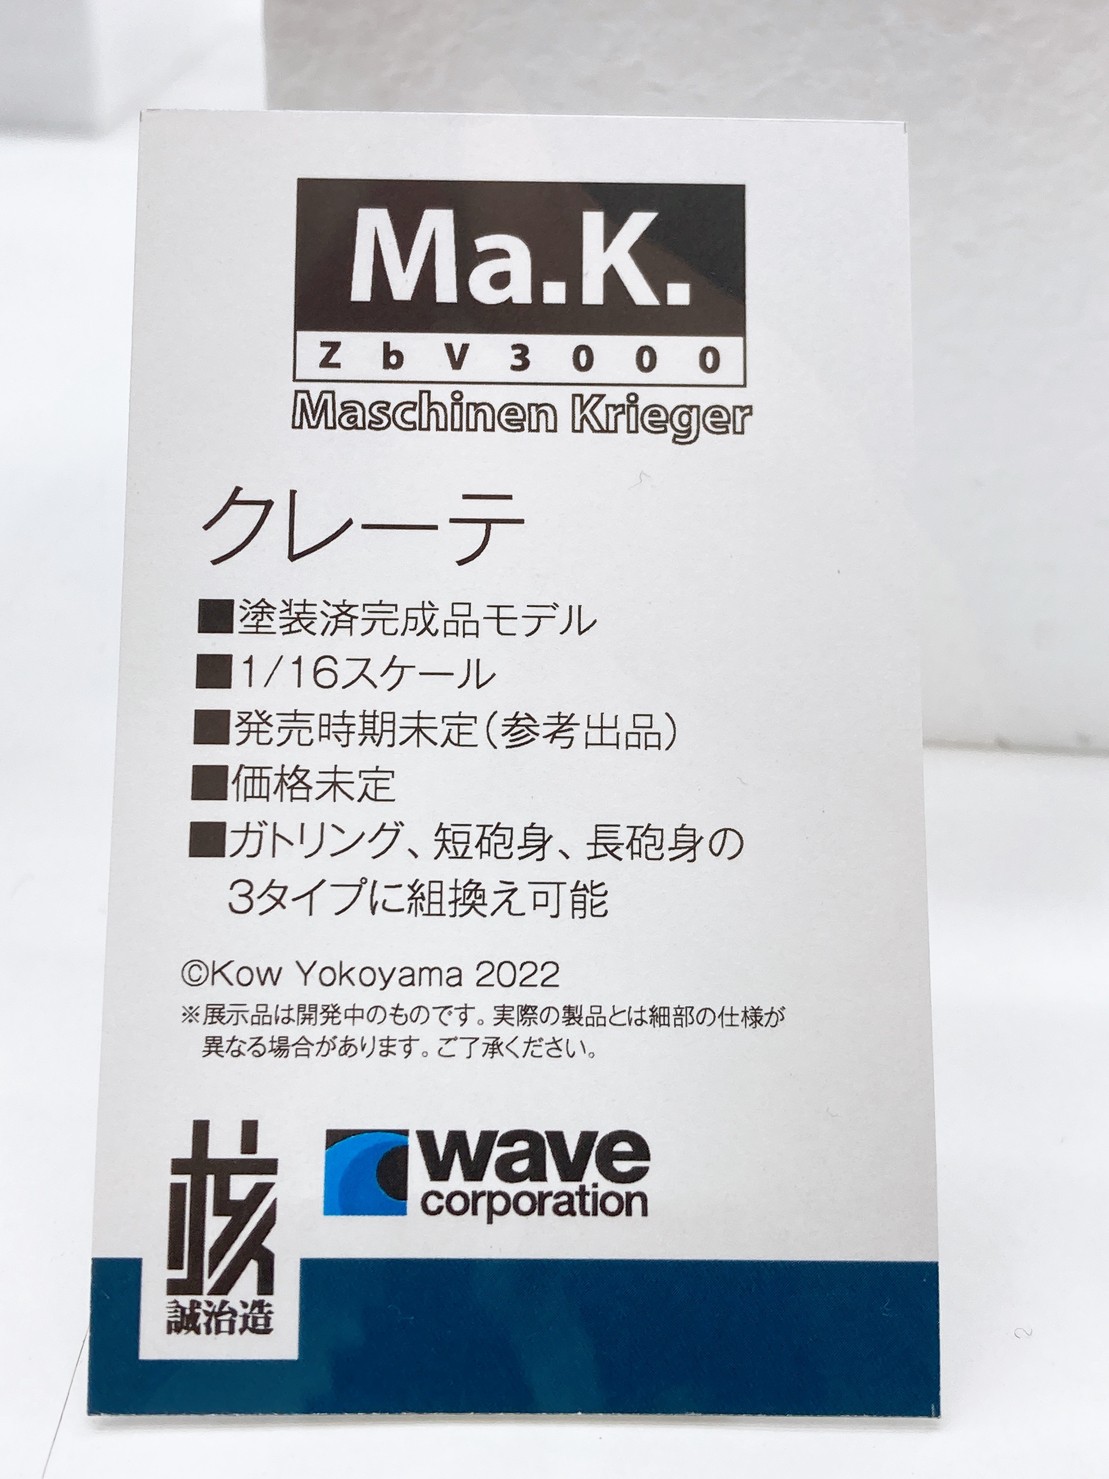 Ma.K.
ZbV3000
Maschinen Krieger
クレーテ
■塗装済完成品モデル
■1/16スケール
■発売時期未定(参考出品)
■価格未定
■ガトリング、短砲身、長砲身の
3タイプに組換え可能
©Kow Yokoyama 2022
※展示品は開発中のものです。実際の製品とは細部の仕様が
異なる場合があります。ご了承ください。
wave
corporation
核
誠治造